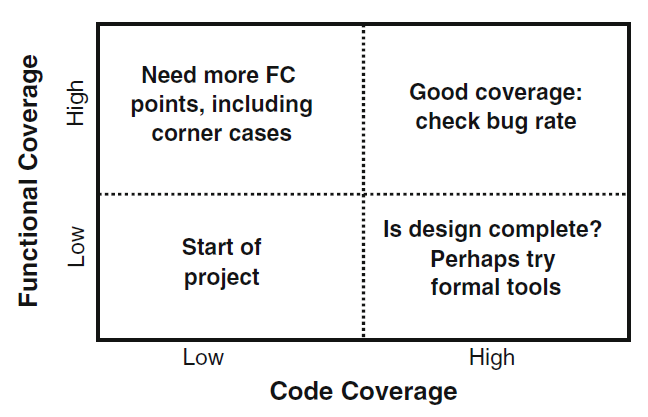 Functional Coverage
High
Low
Need more FC
points, including
corner cases
Good coverage:
check bug rate
Start of
project
Is design complete?
Perhaps try
formal tools
Low
High
Code Coverage